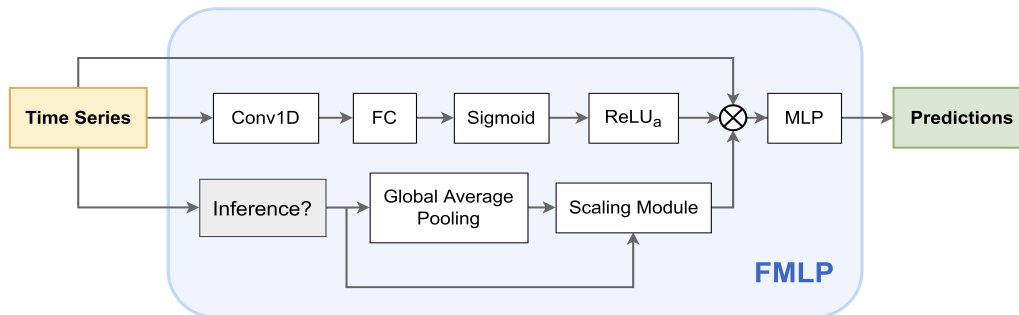 Time Series
Conv1D
FC
Sigmoid
ReLUa
MLP
Predictions
Inference?
Global Average
Pooling
Scaling Module
FMLP